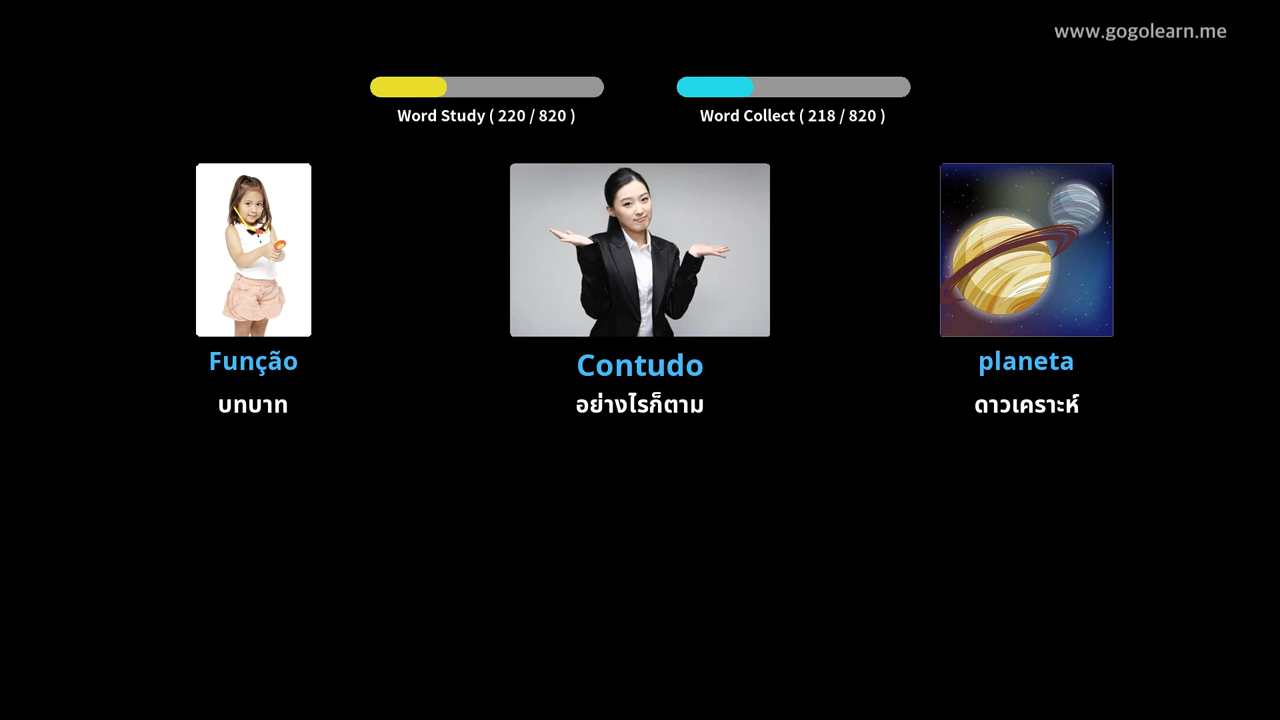 www.gogolearn.me
Word Study ( 220 / 820 )
Word Collect ( 218 / 820 )
Função
Contudo
planeta
บทบาท
อย่างไรก็ตาม
ดาวเคราะห์